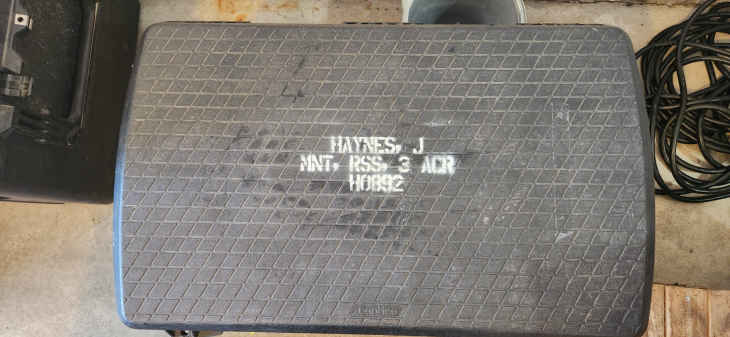 HAYNES, J
MNT, RSS, 3 ACR
H0892